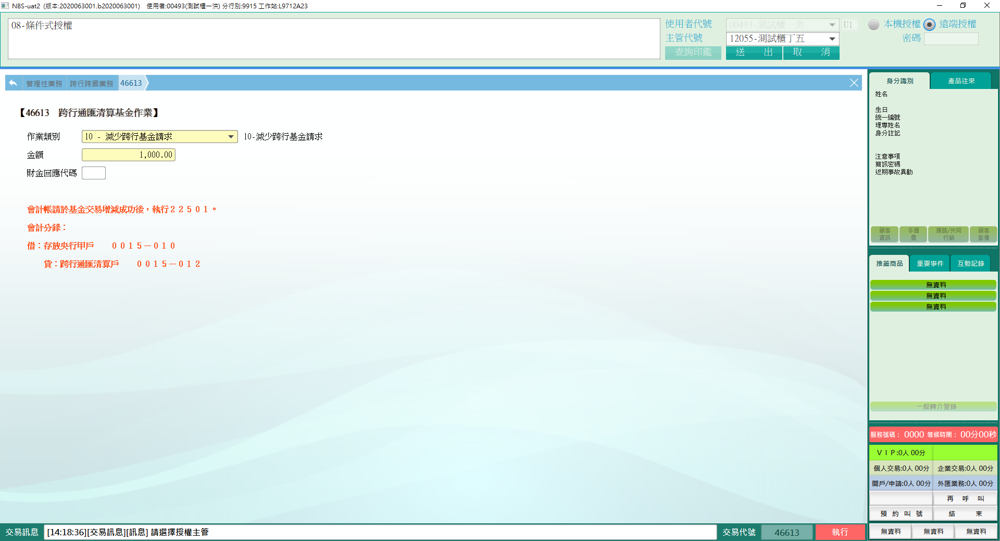 NBS-uat2 (版本:2020063001.b2020063001) 使用者:00493(測試櫃一洪) 分行別:9915 工作站:L9712A23
08-條件式授權
使用者代號 00493-測試櫃一洪 U1 本機授權 遠端授權
主管代號 12055-測試櫃丁五 密碼
查詢印鑑 送 出 取 消
管理性業務 跨行跨國業務 46613
【46613 跨行通匯清算基金作業】
作業類別 10 - 減少跨行基金請求 10-減少跨行基金請求
金額 1,000.00
財金回應代碼
會計帳請於基金交易增減成功後，執行２２５０１。
會計分錄：
借：存放央行甲戶 ００１５－０１０
貸：跨行通匯清算戶 ００１５－０１２
身分識別 產品往來
姓名
生日
統一編號
理專姓名
身分註記
注意事項
簡訊密碼
近期事故異動
顧客資訊 手續費 通路/共同行銷 顧客影像
推薦商品 重要事件 互動記錄
無資料
無資料
無資料
一般轉介登錄
服務號碼： 0000 等候時間： 00分00秒
ＶＩＰ:0人 00分
個人交易:0人 00分 企業交易:0人 00分
開戶/申請:0人 00分 外匯業務:0人 00分
再 呼 叫
預 約 叫 號 結 束
交易訊息 [14:18:36][交易訊息][訊息] 請選擇授權主管 交易代號 46613 執行 無資料 無資料 無資料